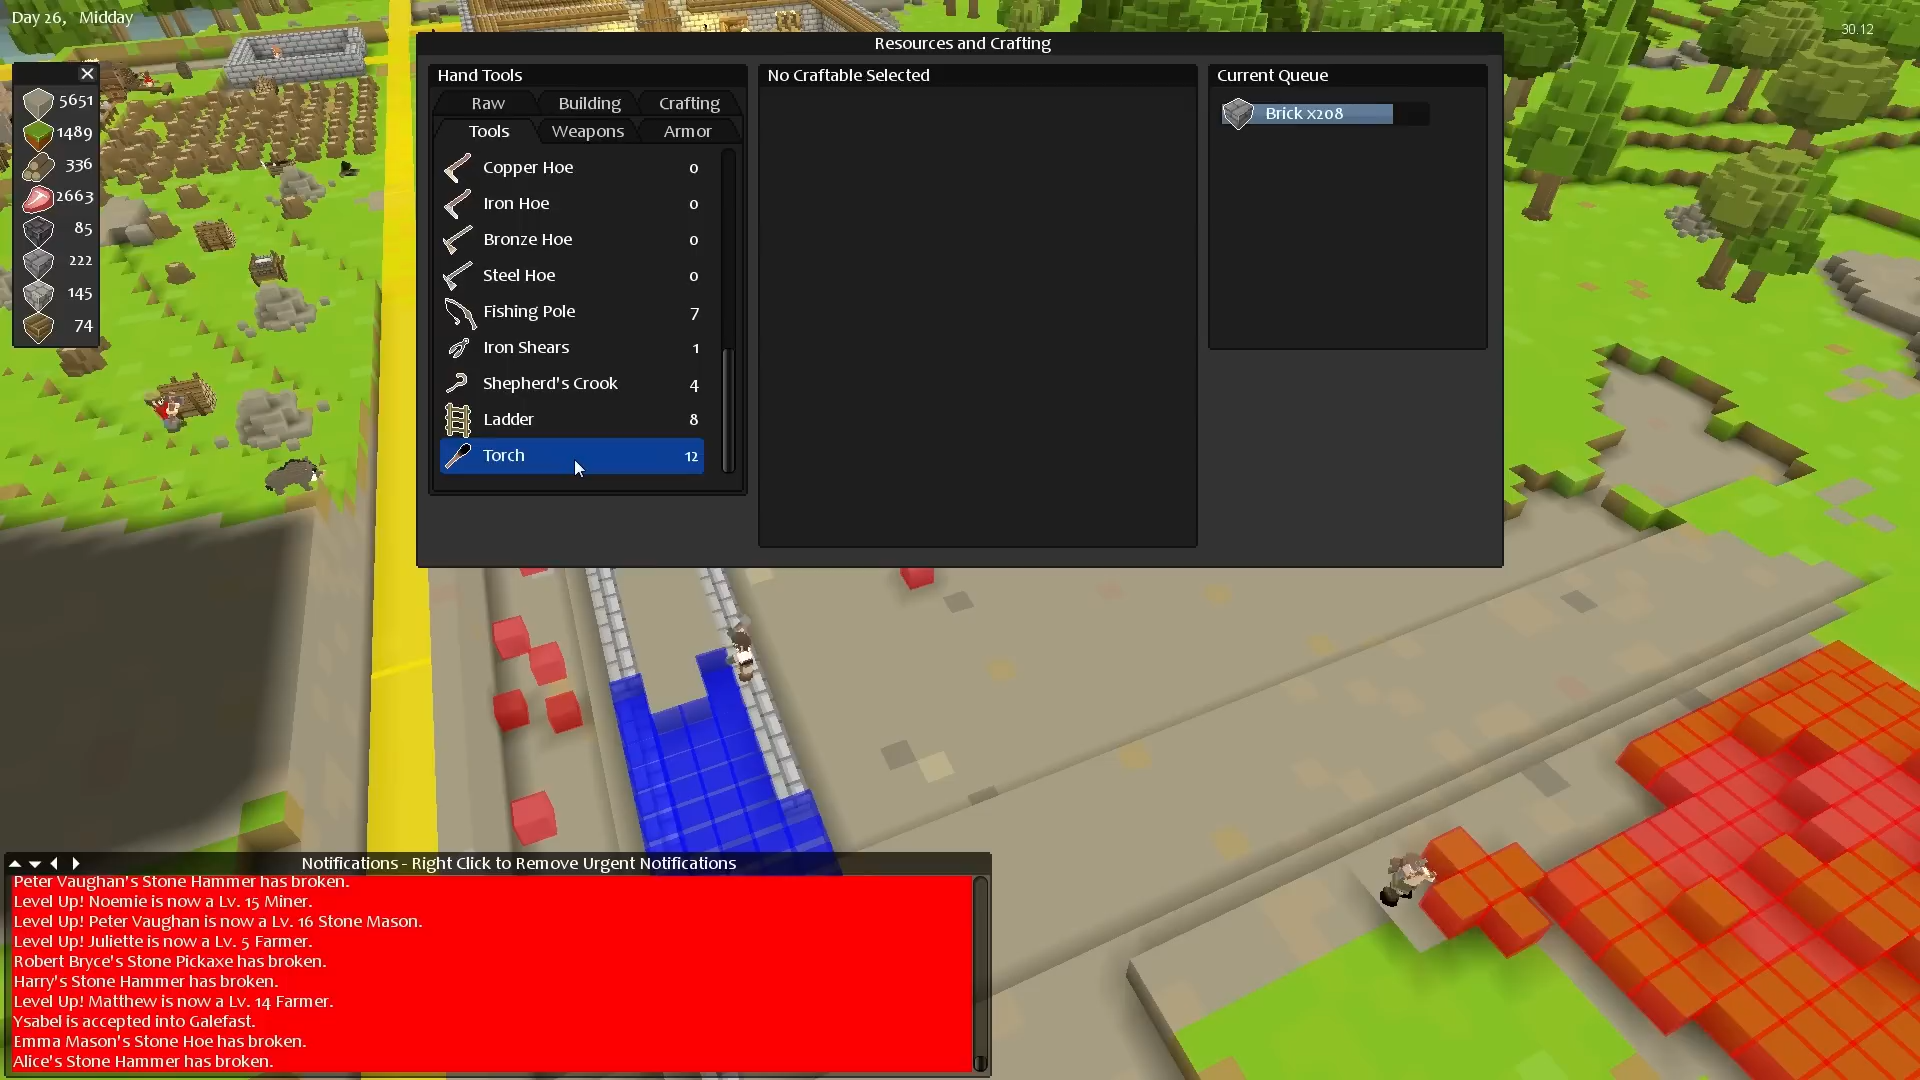 Day 26, Midday
30.12
5651
1489
336
2663
85
222
145
74
Resources and Crafting
Hand Tools
Raw
Building
Crafting
Tools
Weapons
Armor
Copper Hoe 0
Iron Hoe 0
Bronze Hoe 0
Steel Hoe 0
Fishing Pole 7
Iron Shears 1
Shepherd's Crook 4
Ladder 8
Torch 12
No Craftable Selected
Current Queue
Brick x208
Notifications - Right Click to Remove Urgent Notifications
Peter Vaughan's Stone Hammer has broken.
Level Up! Noemie is now a Lv. 15 Miner.
Level Up! Peter Vaughan is now a Lv. 16 Stone Mason.
Level Up! Juliette is now a Lv. 5 Farmer.
Robert Bryce's Stone Pickaxe has broken.
Harry's Stone Hammer has broken.
Level Up! Matthew is now a Lv. 14 Farmer.
Ysabel is accepted into Galefast.
Emma Mason's Stone Hoe has broken.
Alice's Stone Hammer has broken.